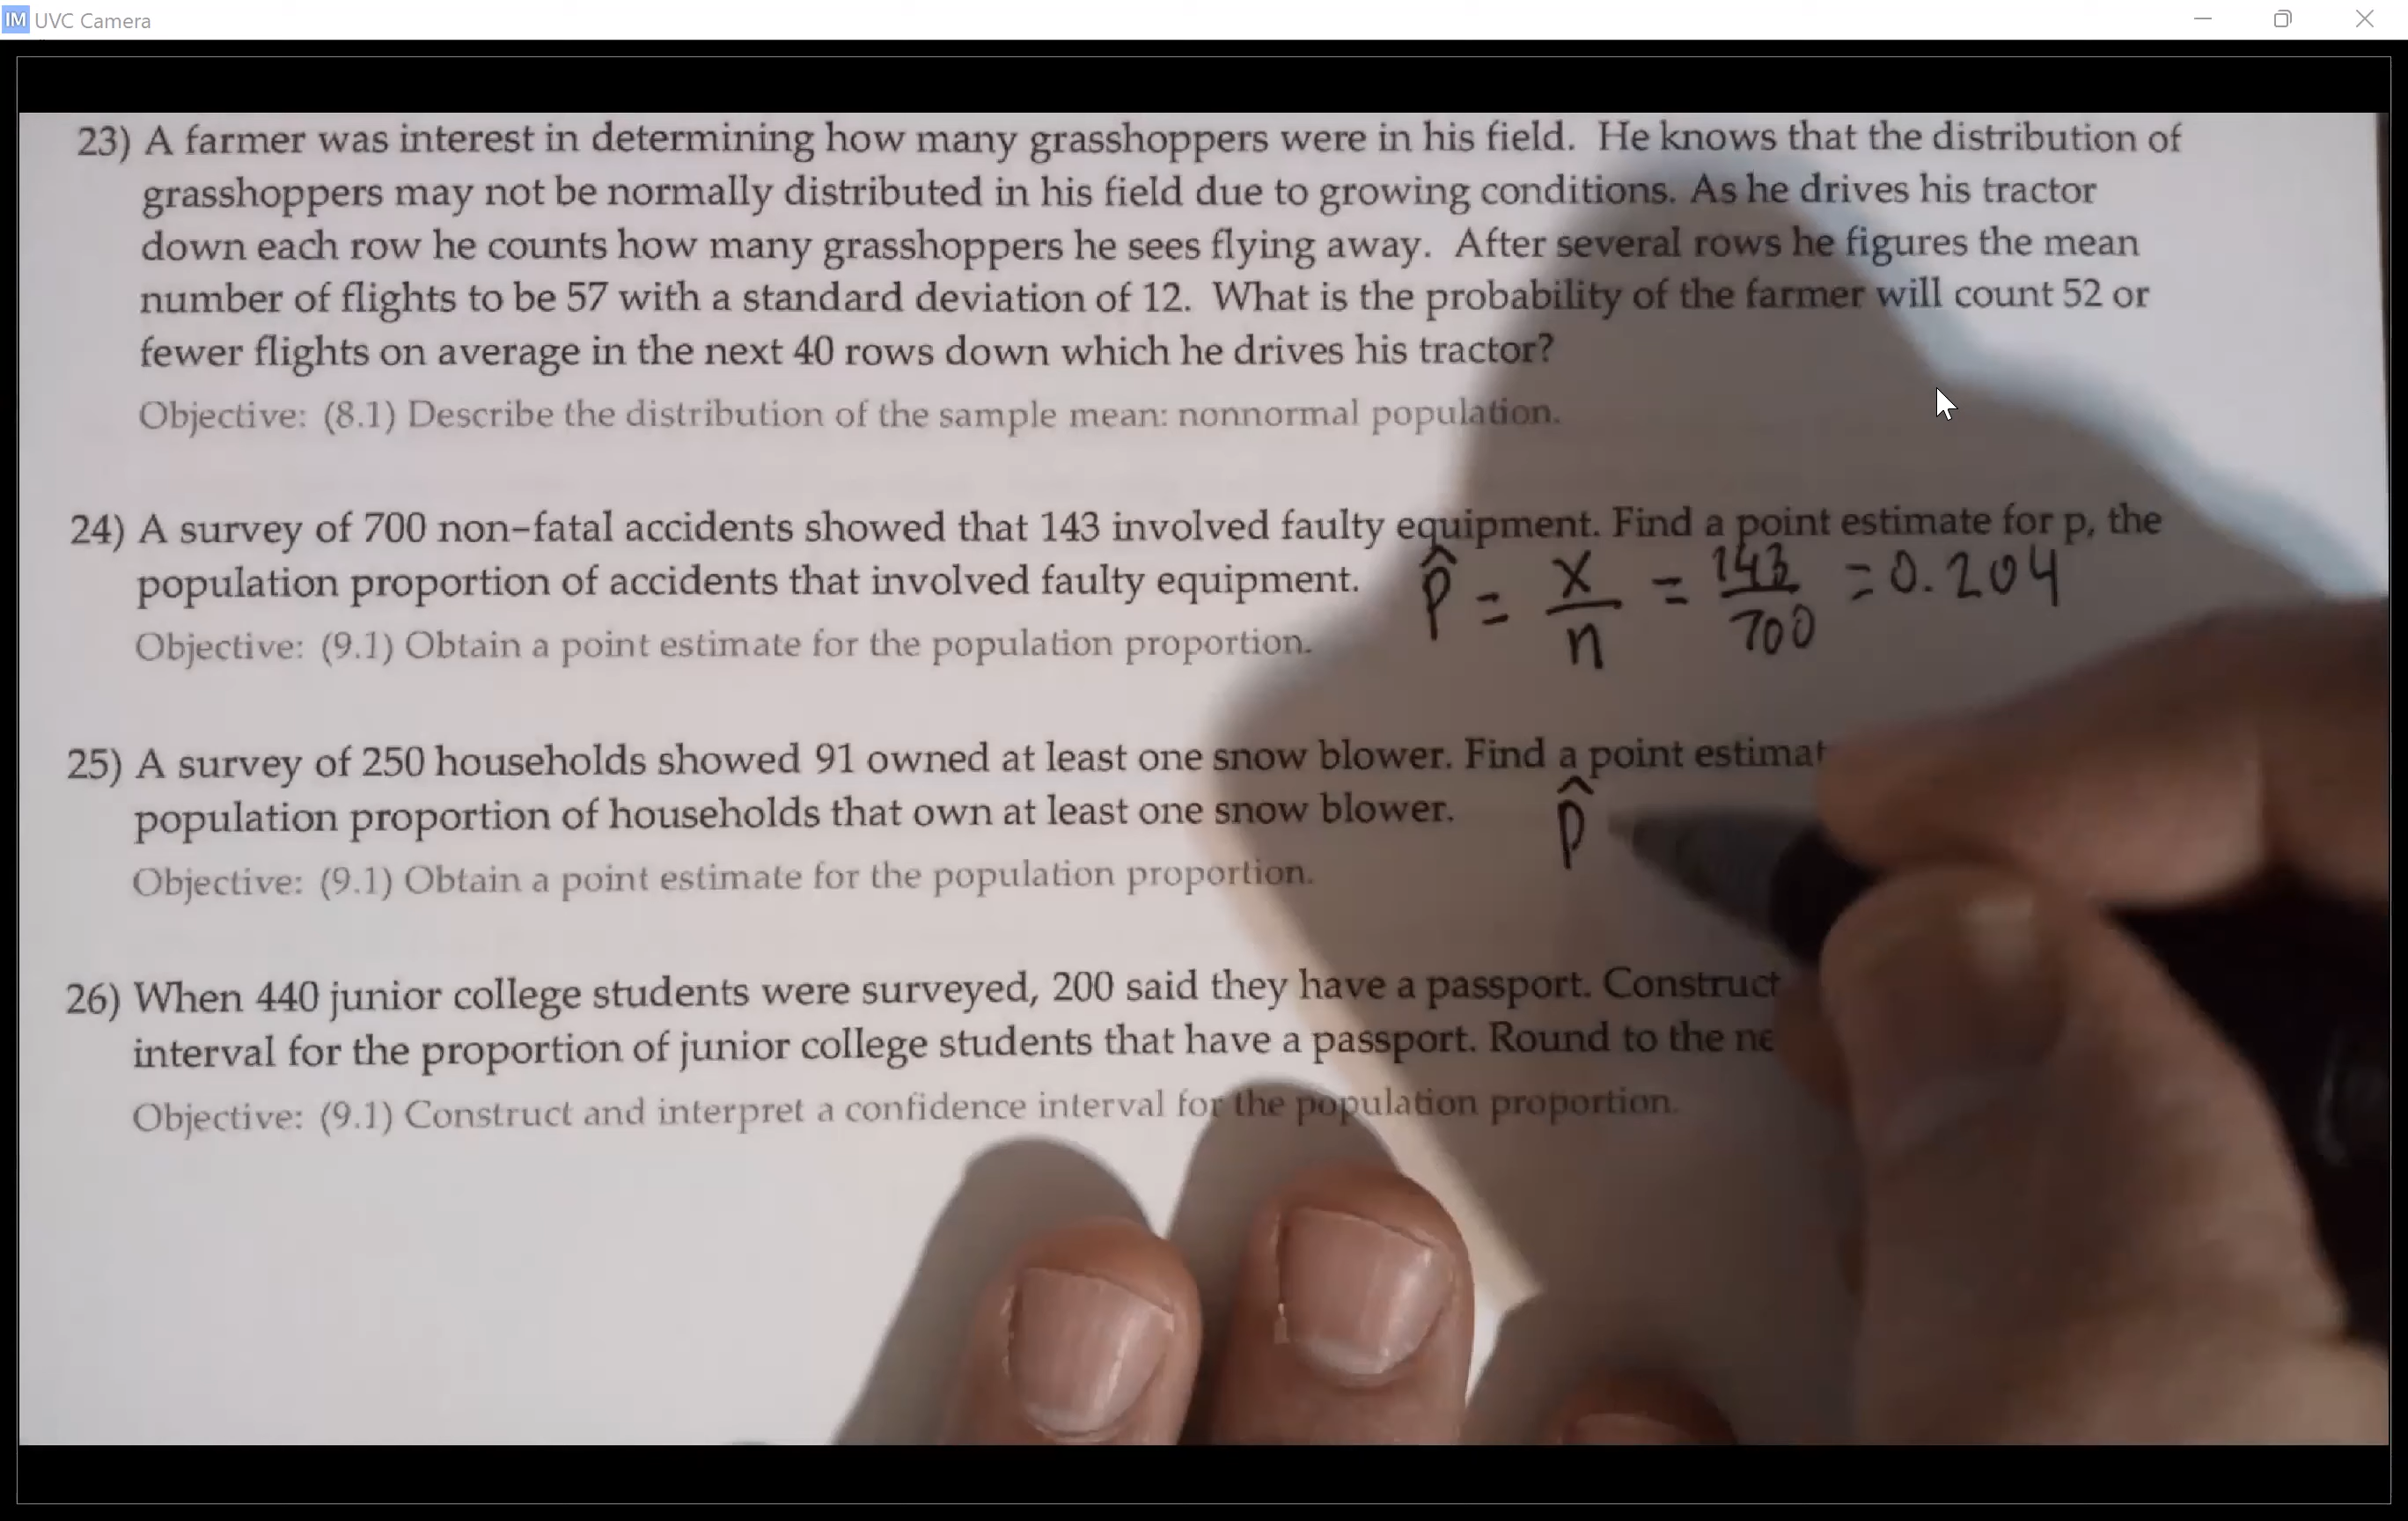 IM UVC Camera
23) A farmer was interest in determining how many grasshoppers were in his field. He knows that the distribution of
grasshoppers may not be normally distributed in his field due to growing conditions. As he drives his tractor
down each row he counts how many grasshoppers he sees flying away. After several rows he figures the mean
number of flights to be 57 with a standard deviation of 12. What is the probability of the farmer will count 52 or
fewer flights on average in the next 40 rows down which he drives his tractor?
Objective: (8.1) Describe the distribution of the sample mean: nonnormal population.
24) A survey of 700 non-fatal accidents showed that 143 involved faulty equipment. Find a point estimate for p, the
population proportion of accidents that involved faulty equipment.
p̂ = x/n = 143/700 = 0.204
Objective: (9.1) Obtain a point estimate for the population proportion.
25) A survey of 250 households showed 91 owned at least one snow blower. Find a point
population proportion of households that own at least one snow blower. p̂
Objective: (9.1) Obtain a point estimate for the population proportion.
26) When 440 junior college students were surveyed, 200 said they have a passport. Construct
interval for the proportion of junior college students that have a passport. Round to the
Objective: (9.1) Construct and interpret a confidence interval for the population proportion.